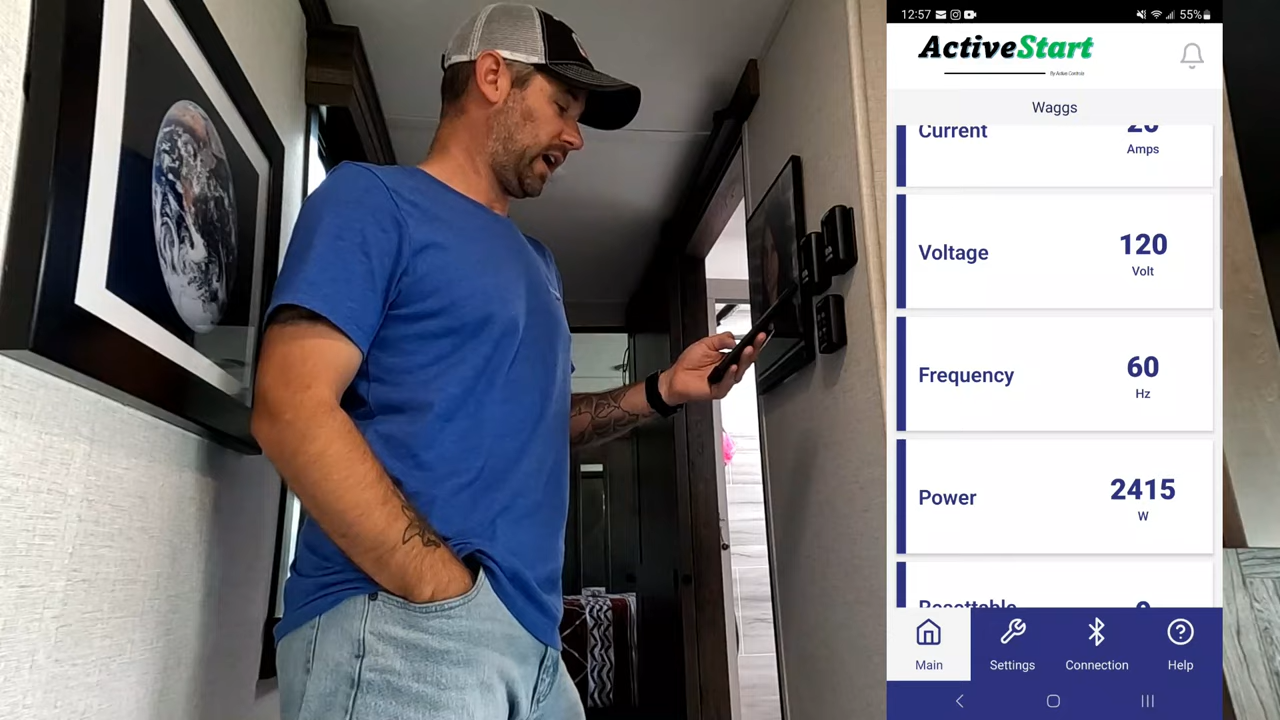 12:57
55%
ActiveStart
By Active Controls
Waggs
Current
Amps
Voltage
120
Volt
Frequency
60
Hz
Power
2415
W
Resettable
Main
Settings
Connection
Help